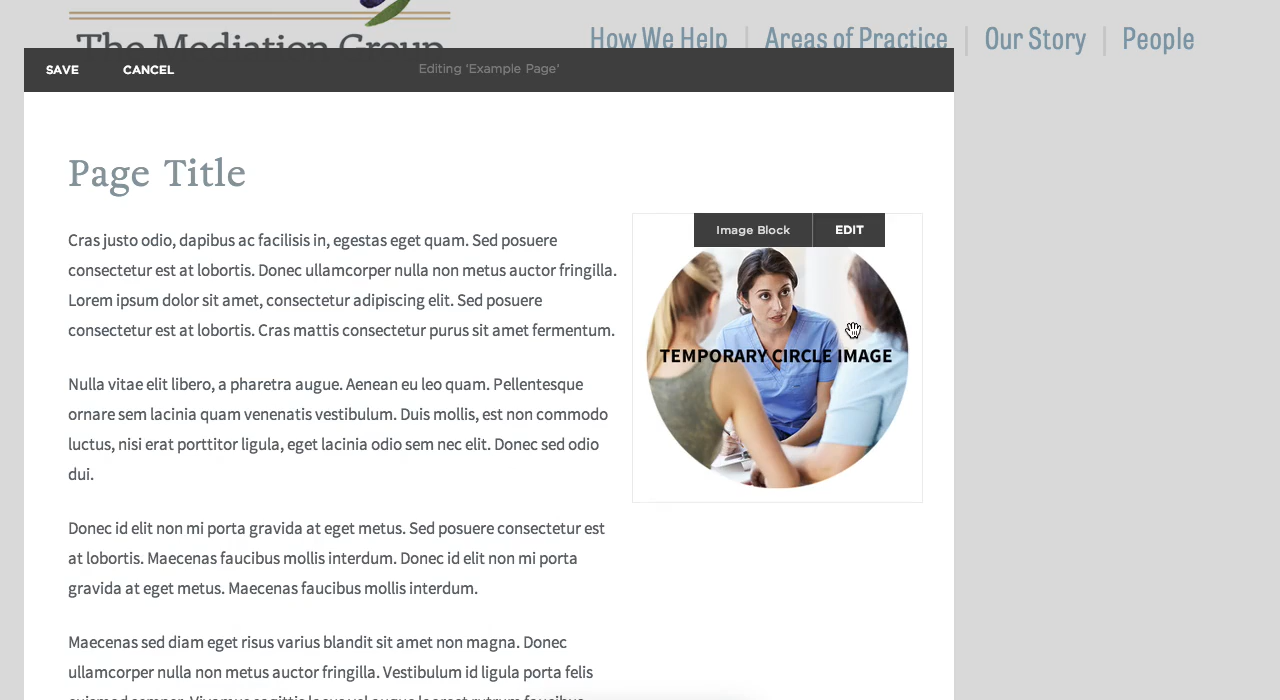 The Mediation Group
How We Help | Areas of Practice | Our Story | People
SAVE CANCEL Editing 'Example Page'
Page Title
Cras justo odio, dapibus ac facilisis in, egestas eget quam. Sed posuere
consectetur est at lobortis. Donec ullamcorper nulla non metus auctor fringilla.
Lorem ipsum dolor sit amet, consectetur adipiscing elit. Sed posuere
consectetur est at lobortis. Cras mattis consectetur purus sit amet fermentum.
Image Block EDIT
TEMPORARY CIRCLE IMAGE
Nulla vitae elit libero, a pharetra augue. Aenean eu leo quam. Pellentesque
ornare sem lacinia quam venenatis vestibulum. Duis mollis, est non commodo
luctus, nisi erat porttitor ligula, eget lacinia odio sem nec elit. Donec sed odio
dui.
Donec id elit non mi porta gravida at eget metus. Sed posuere consectetur est
at lobortis. Maecenas faucibus mollis interdum. Donec id elit non mi porta
gravida at eget metus. Maecenas faucibus mollis interdum.
Maecenas sed diam eget risus varius blandit sit amet non magna. Donec
ullamcorper nulla non metus auctor fringilla. Vestibulum id ligula porta felis